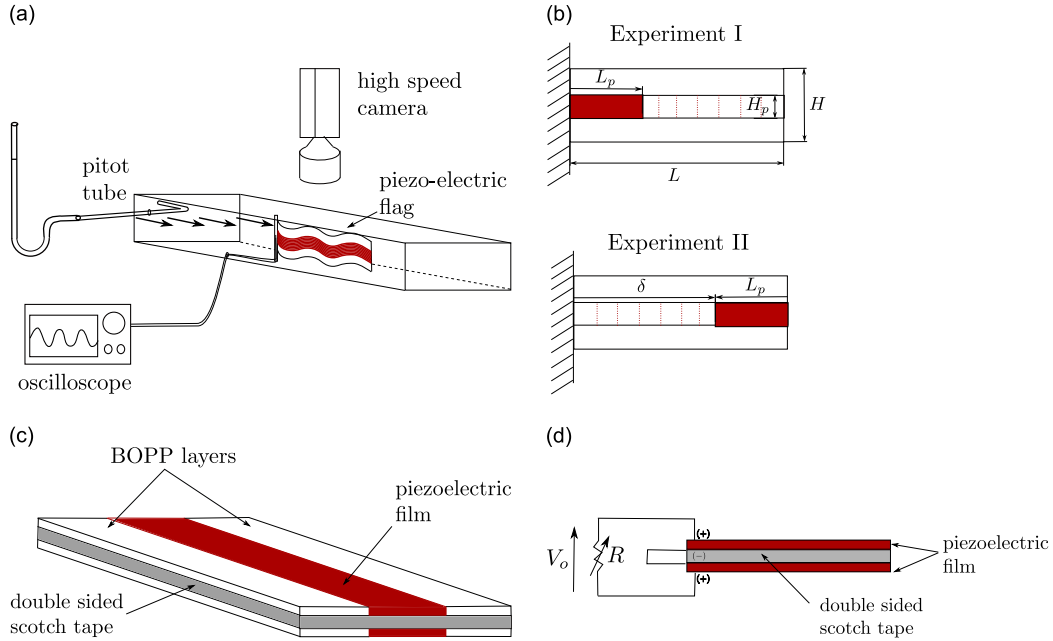 (a)
high speed
camera
pitot
tube
piezo-electric
flag
oscilloscope
(b)
Experiment I
L_p
H_p
H
L
Experiment II
δ
L_p
(c)
BOPP layers
piezoelectric
film
double sided
scotch tape
(d)
V_o
R
(+)
(−)
(+)
piezoelectric
film
double sided
scotch tape